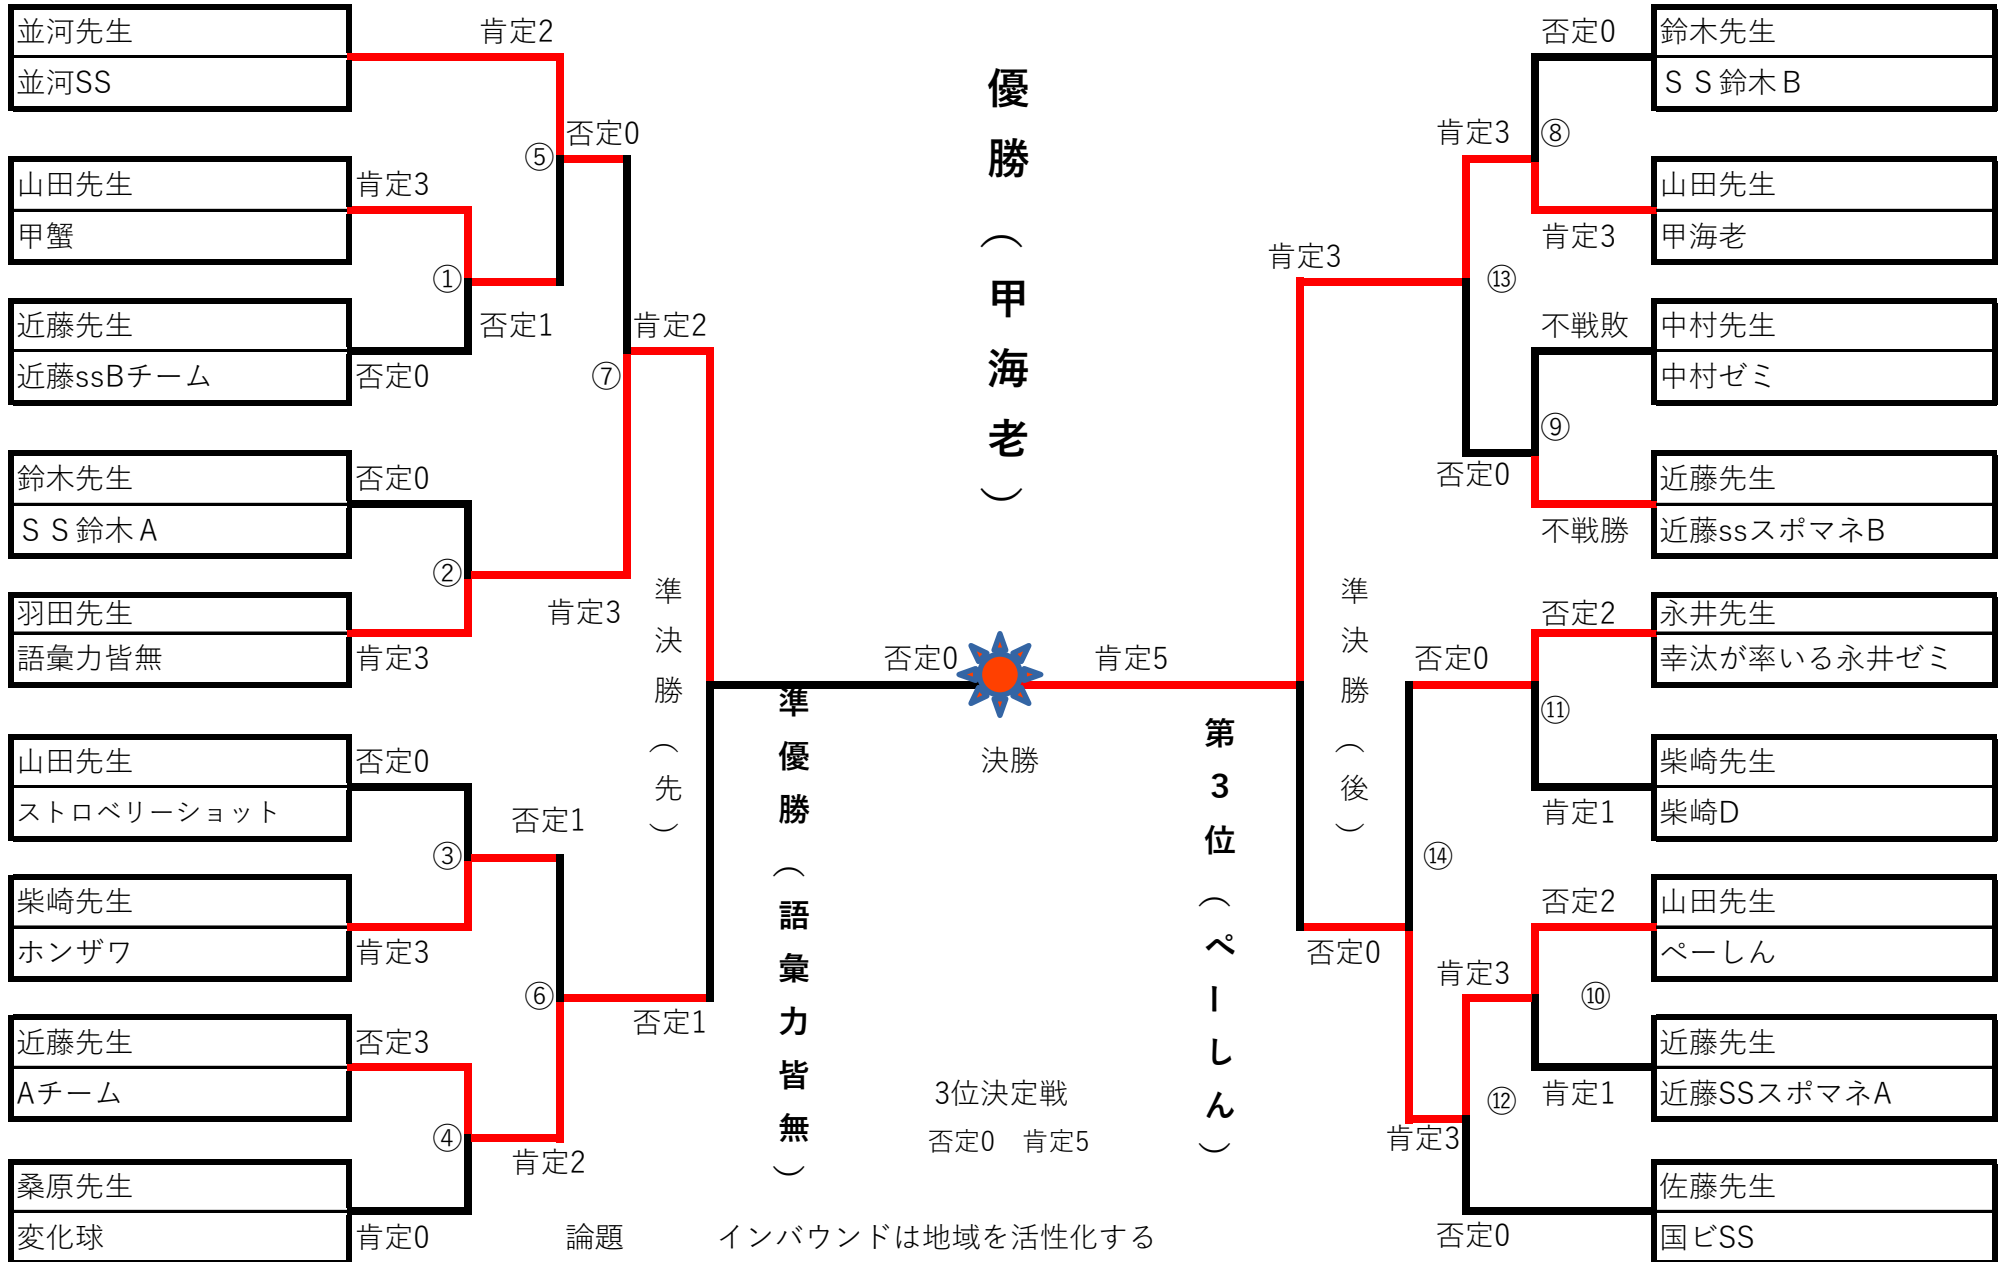 並河先生
並河SS
山田先生
甲蟹
近藤先生
近藤ssBチーム
鈴木先生
ＳＳ鈴木Ａ
羽田先生
語彙力皆無
山田先生
ストロベリーショット
柴崎先生
ホンザワ
近藤先生
Aチーム
桑原先生
変化球
肯定2
肯定3
①
否定0
否定1
⑤
否定0
否定0
②
肯定3
肯定3
⑦
肯定2
否定0
③
肯定3
否定1
否定3
④
肯定0
肯定2
⑥
否定1
準決勝（先）
優勝（甲海老）
否定0
肯定5
決勝
準優勝（語彙力皆無）
第３位（ぺーしん）
3位決定戦
否定0　肯定5
論題　インバウンドは地域を活性化する
準決勝（後）
肯定3
否定0
肯定3
⑬
否定0
否定0
⑧
肯定3
不戦敗
⑨
不戦勝
否定0
⑭
肯定3
否定2
⑪
肯定1
否定2
⑩
肯定1
肯定3
⑫
否定0
鈴木先生
ＳＳ鈴木Ｂ
山田先生
甲海老
中村先生
中村ゼミ
近藤先生
近藤ssスポマネB
永井先生
幸汰が率いる永井ゼミ
柴崎先生
柴崎D
山田先生
ぺーしん
近藤先生
近藤SSスポマネA
佐藤先生
国ビSS